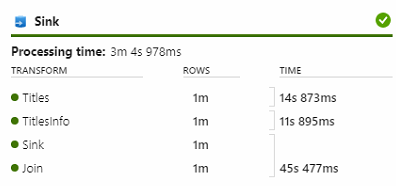 Sink
Processing time: 3m 4s 978ms
TRANSFORM ROWS TIME
Titles 1m 14s 873ms
TitlesInfo 1m 11s 895ms
Sink 1m
Join 1m 45s 477ms